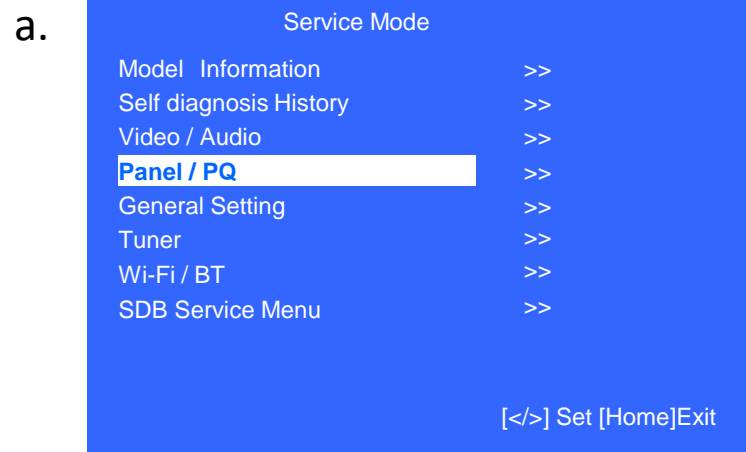 a.
Service Mode
Model Information >>
Self diagnosis History >>
Video / Audio >>
Panel / PQ >>
General Setting >>
Tuner >>
Wi-Fi / BT >>
SDB Service Menu >>
[</>] Set [Home]Exit